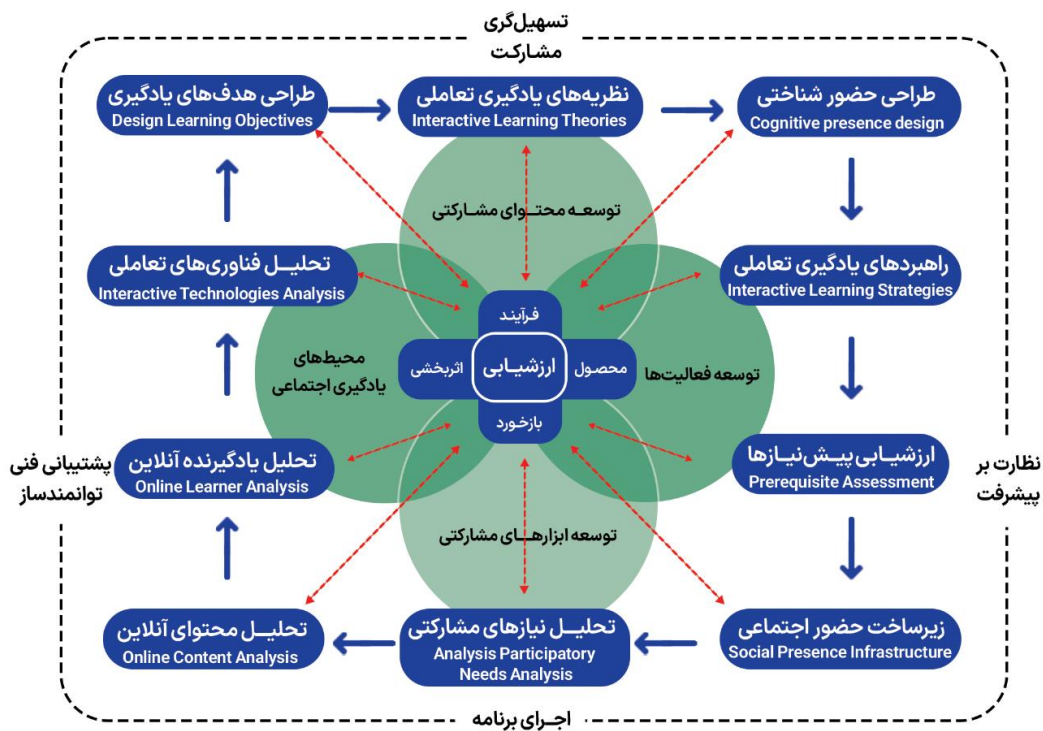 تسهیل‌گری
مشارکت
طراحی هدف‌های یادگیری
Design Learning Objectives
نظریه‌های یادگیری تعاملی
Interactive Learning Theories
طراحی حضور شناختی
Cognitive presence design
توسعه محتوای مشارکتی
تحلیل فناوری‌های تعاملی
Interactive Technologies Analysis
راهبردهای یادگیری تعاملی
Interactive Learning Strategies
فرآیند
محیط‌های
یادگیری اجتماعی
اثربخشی
ارزشیابی
محصول
توسعه فعالیت‌ها
بازخورد
پشتیبانی فنی
توانمندساز
تحلیل یادگیرنده آنلاین
Online Learner Analysis
ارزشیابی پیش‌نیازها
Prerequisite Assessment
نظارت بر
پیشرفت
توسعه ابزارهای مشارکتی
تحلیل محتوای آنلاین
Online Content Analysis
تحلیل نیازهای مشارکتی
Analysis Participatory
Needs Analysis
زیرساخت حضور اجتماعی
Social Presence Infrastructure
اجرای برنامه